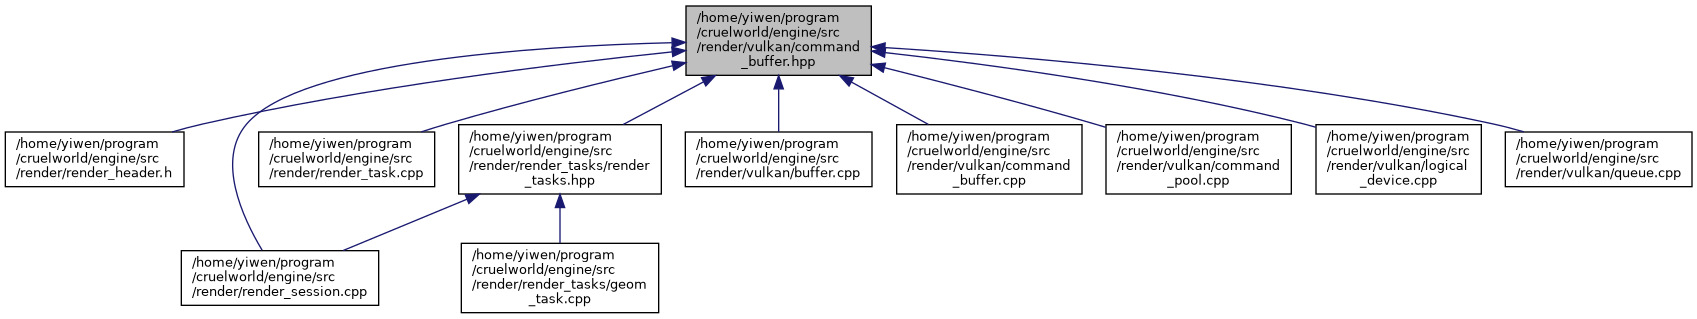 /home/yiwen/program
/cruelworld/engine/src
/render/vulkan/command
_buffer.hpp
/home/yiwen/program
/cruelworld/engine/src
/render/render_header.h
/home/yiwen/program
/cruelworld/engine/src
/render/render_task.cpp
/home/yiwen/program
/cruelworld/engine/src
/render/render_tasks/render
_tasks.hpp
/home/yiwen/program
/cruelworld/engine/src
/render/vulkan/buffer.cpp
/home/yiwen/program
/cruelworld/engine/src
/render/vulkan/command
_buffer.cpp
/home/yiwen/program
/cruelworld/engine/src
/render/vulkan/command
_pool.cpp
/home/yiwen/program
/cruelworld/engine/src
/render/vulkan/logical
_device.cpp
/home/yiwen/program
/cruelworld/engine/src
/render/vulkan/queue.cpp
/home/yiwen/program
/cruelworld/engine/src
/render/render_session.cpp
/home/yiwen/program
/cruelworld/engine/src
/render/render_tasks/geom
_task.cpp